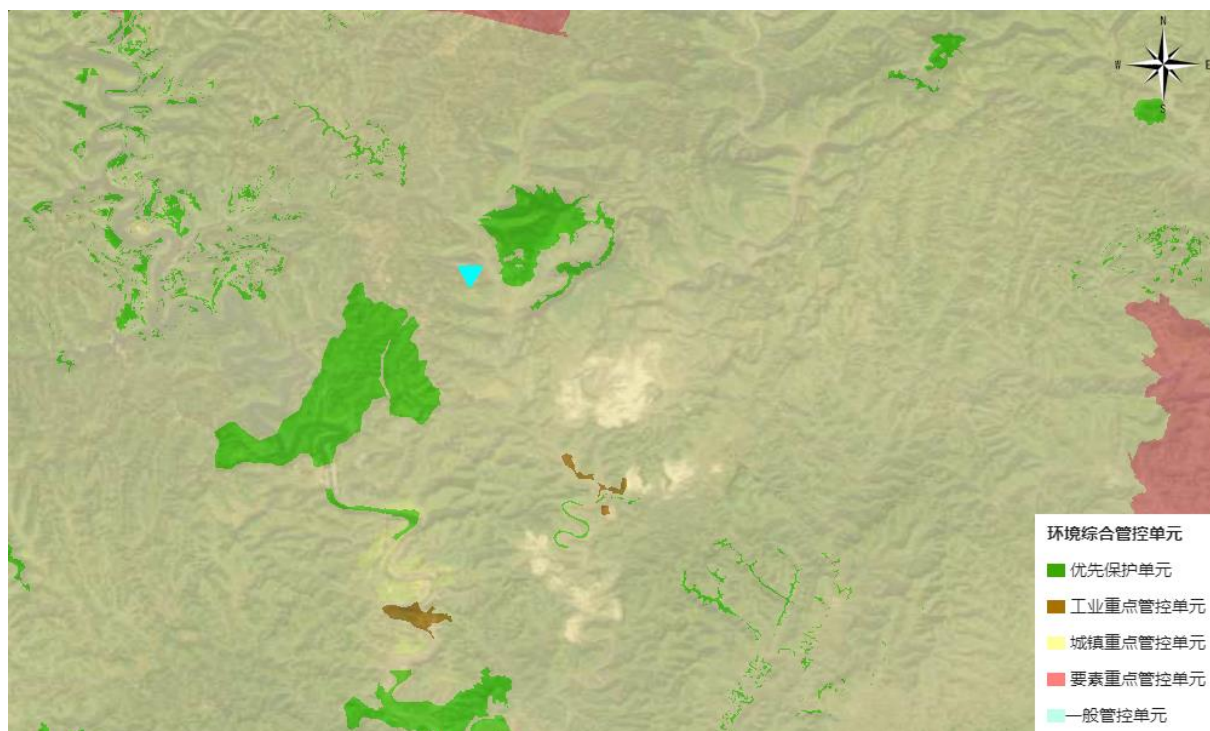 N
W
E
S
环境综合管控单元
优先保护单元
工业重点管控单元
城镇重点管控单元
要素重点管控单元
一般管控单元